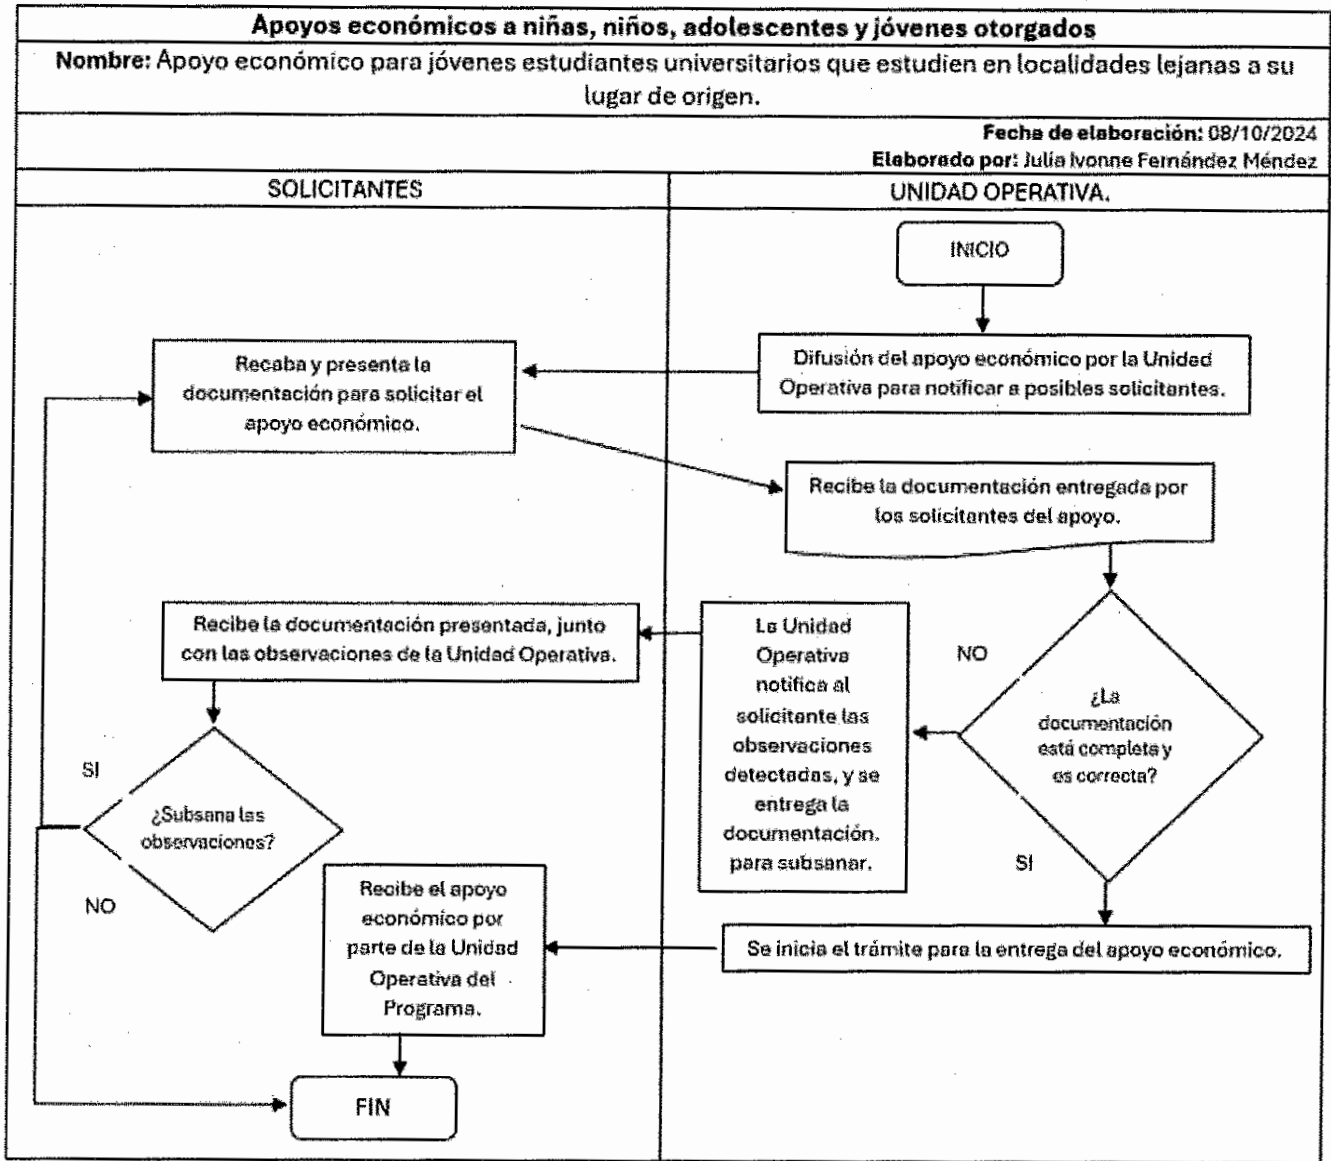 Apoyos económicos a niñas, niños, adolescentes y jóvenes otorgados
Nombre: Apoyo económico para jóvenes estudiantes universitarios que estudien en localidades lejanas a su
lugar de origen.
Fecha de elaboración: 08/10/2024
Elaborado por: Julia Ivonne Fernández Méndez
SOLICITANTES
UNIDAD OPERATIVA.
INICIO
Difusión del apoyo económico por la Unidad
Operativa para notificar a posibles solicitantes.
Recaba y presenta la
documentación para solicitar el
apoyo económico.
Recibe la documentación entregada por
los solicitantes del apoyo.
¿La
documentación
está completa y
es correcta?
NO
La Unidad
Operativa
notifica al
solicitante las
observaciones
detectadas, y se
entrega la
documentación.
para subsanar.
Recibe la documentación presentada, junto
con las observaciones de la Unidad Operativa.
SI
¿Subsana las
observaciones?
NO
SI
Se inicia el trámite para la entrega del apoyo económico.
Recibe el apoyo
económico por
parte de la Unidad
Operativa del
Programa.
FIN